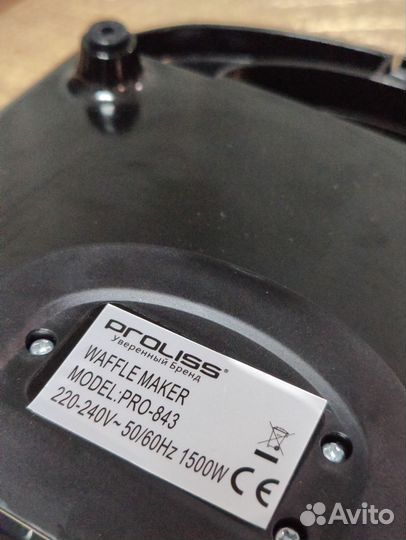 PROLISS®
Уверенный Бренд
WAFFLE MAKER
MODEL:PRO-843
220-240V~ 50/60Hz 1500W
CE
Avito